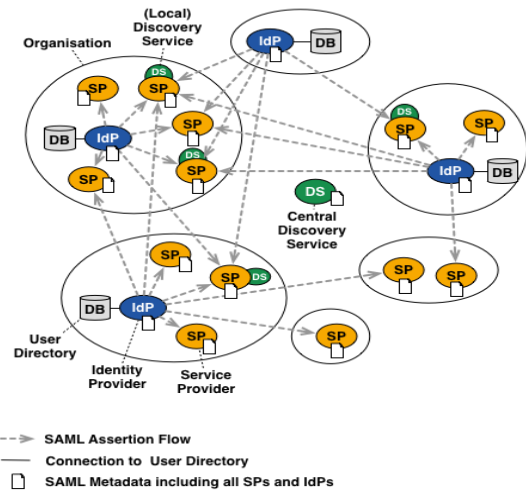 (Local)
Discovery
Service
Organisation
IdP
DB
DS
SP
SP
SP
DB
IdP
DS
SP
SP
DS
SP
SP
IdP
DB
DS
Central
Discovery
Service
SP
SP
DS
SP
SP
DB
IdP
SP
SP
User
Directory
Identity
Provider
Service
Provider
SAML Assertion Flow
Connection to User Directory
SAML Metadata including all SPs and IdPs